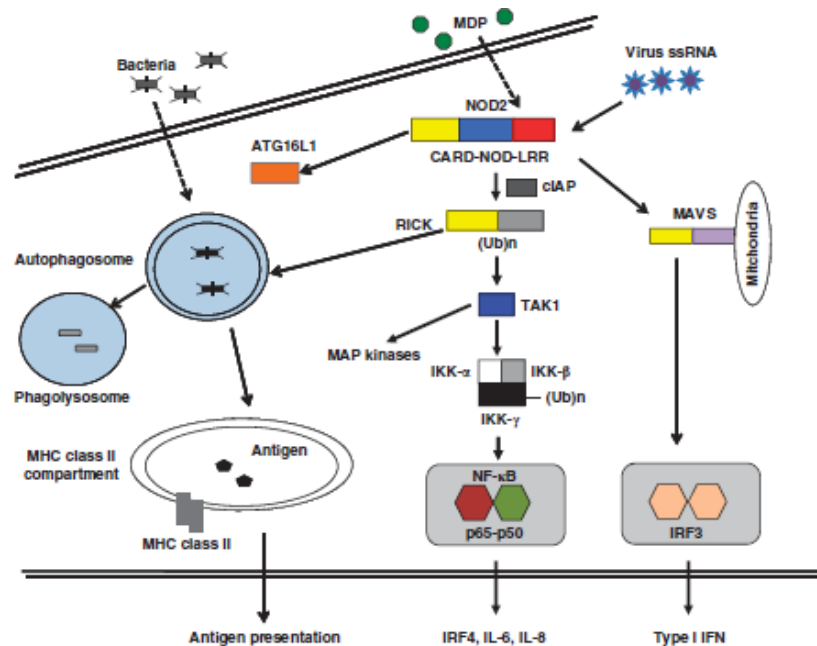 MDP
Bacteria
Virus ssRNA
NOD2
ATG16L1
CARD-NOD-LRR
cIAP
MAVS
RICK
(Ub)n
Mitchondria
Autophagosome
TAK1
MAP kinases
IKK-α
IKK-β
Phagolysosome
(Ub)n
IKK-γ
Antigen
MHC class II
compartment
NF-κB
p65-p50
IRF3
MHC class II
Antigen presentation
IRF4, IL-6, IL-8
Type I IFN